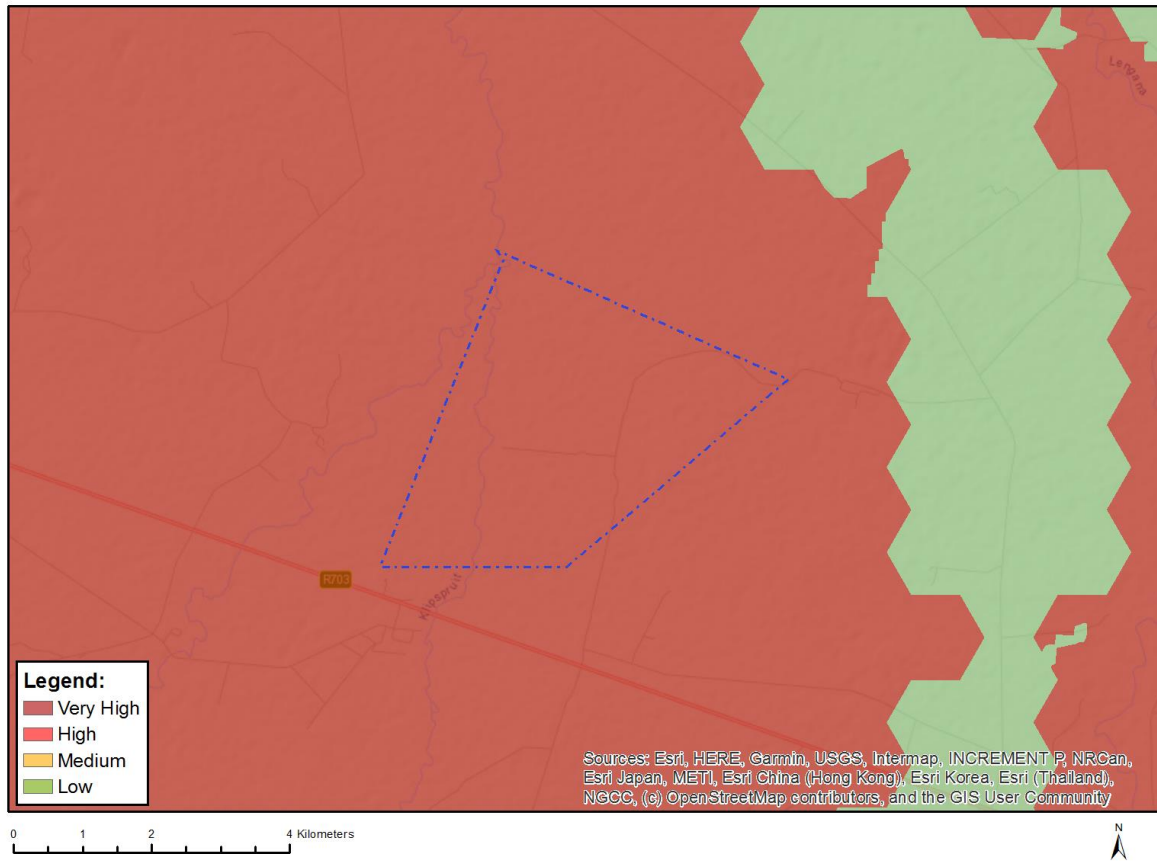 Lengana
R703
Klipspruit
Legend:
Very High
High
Medium
Low
Sources: Esri, HERE, Garmin, USGS, Intermap, INCREMENT P, NRCan,
Esri Japan, METI, Esri China (Hong Kong), Esri Korea, Esri (Thailand),
NGCC, (c) OpenStreetMap contributors, and the GIS User Community
0 1 2 4 Kilometers
N